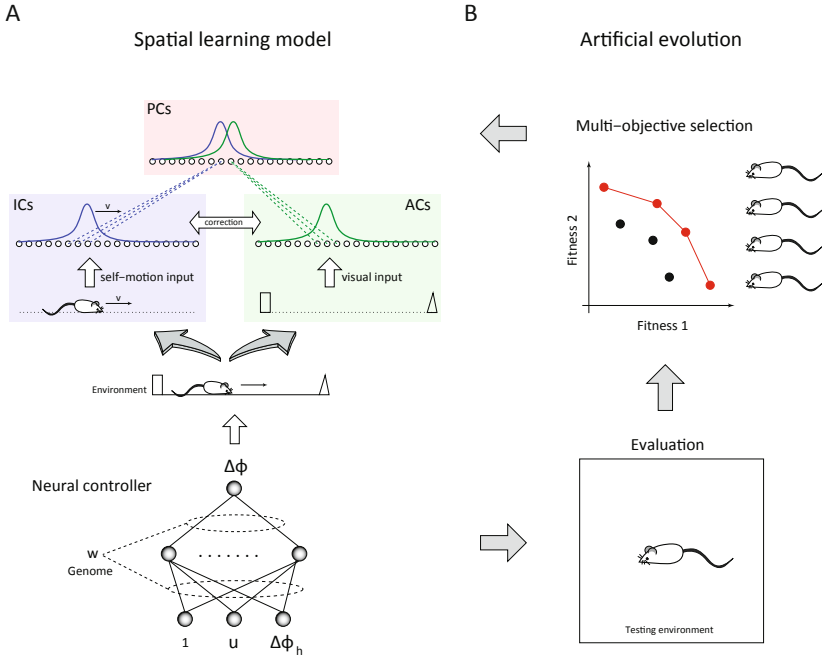 A
Spatial learning model
PCs
ICs
v
correction
ACs
self-motion input
visual input
v
Environment
Δϕ
Neural controller
w
Genome
. . . . . . .
1
u
Δϕh
B
Artificial evolution
Multi-objective selection
Fitness 2
Fitness 1
Evaluation
Testing environment